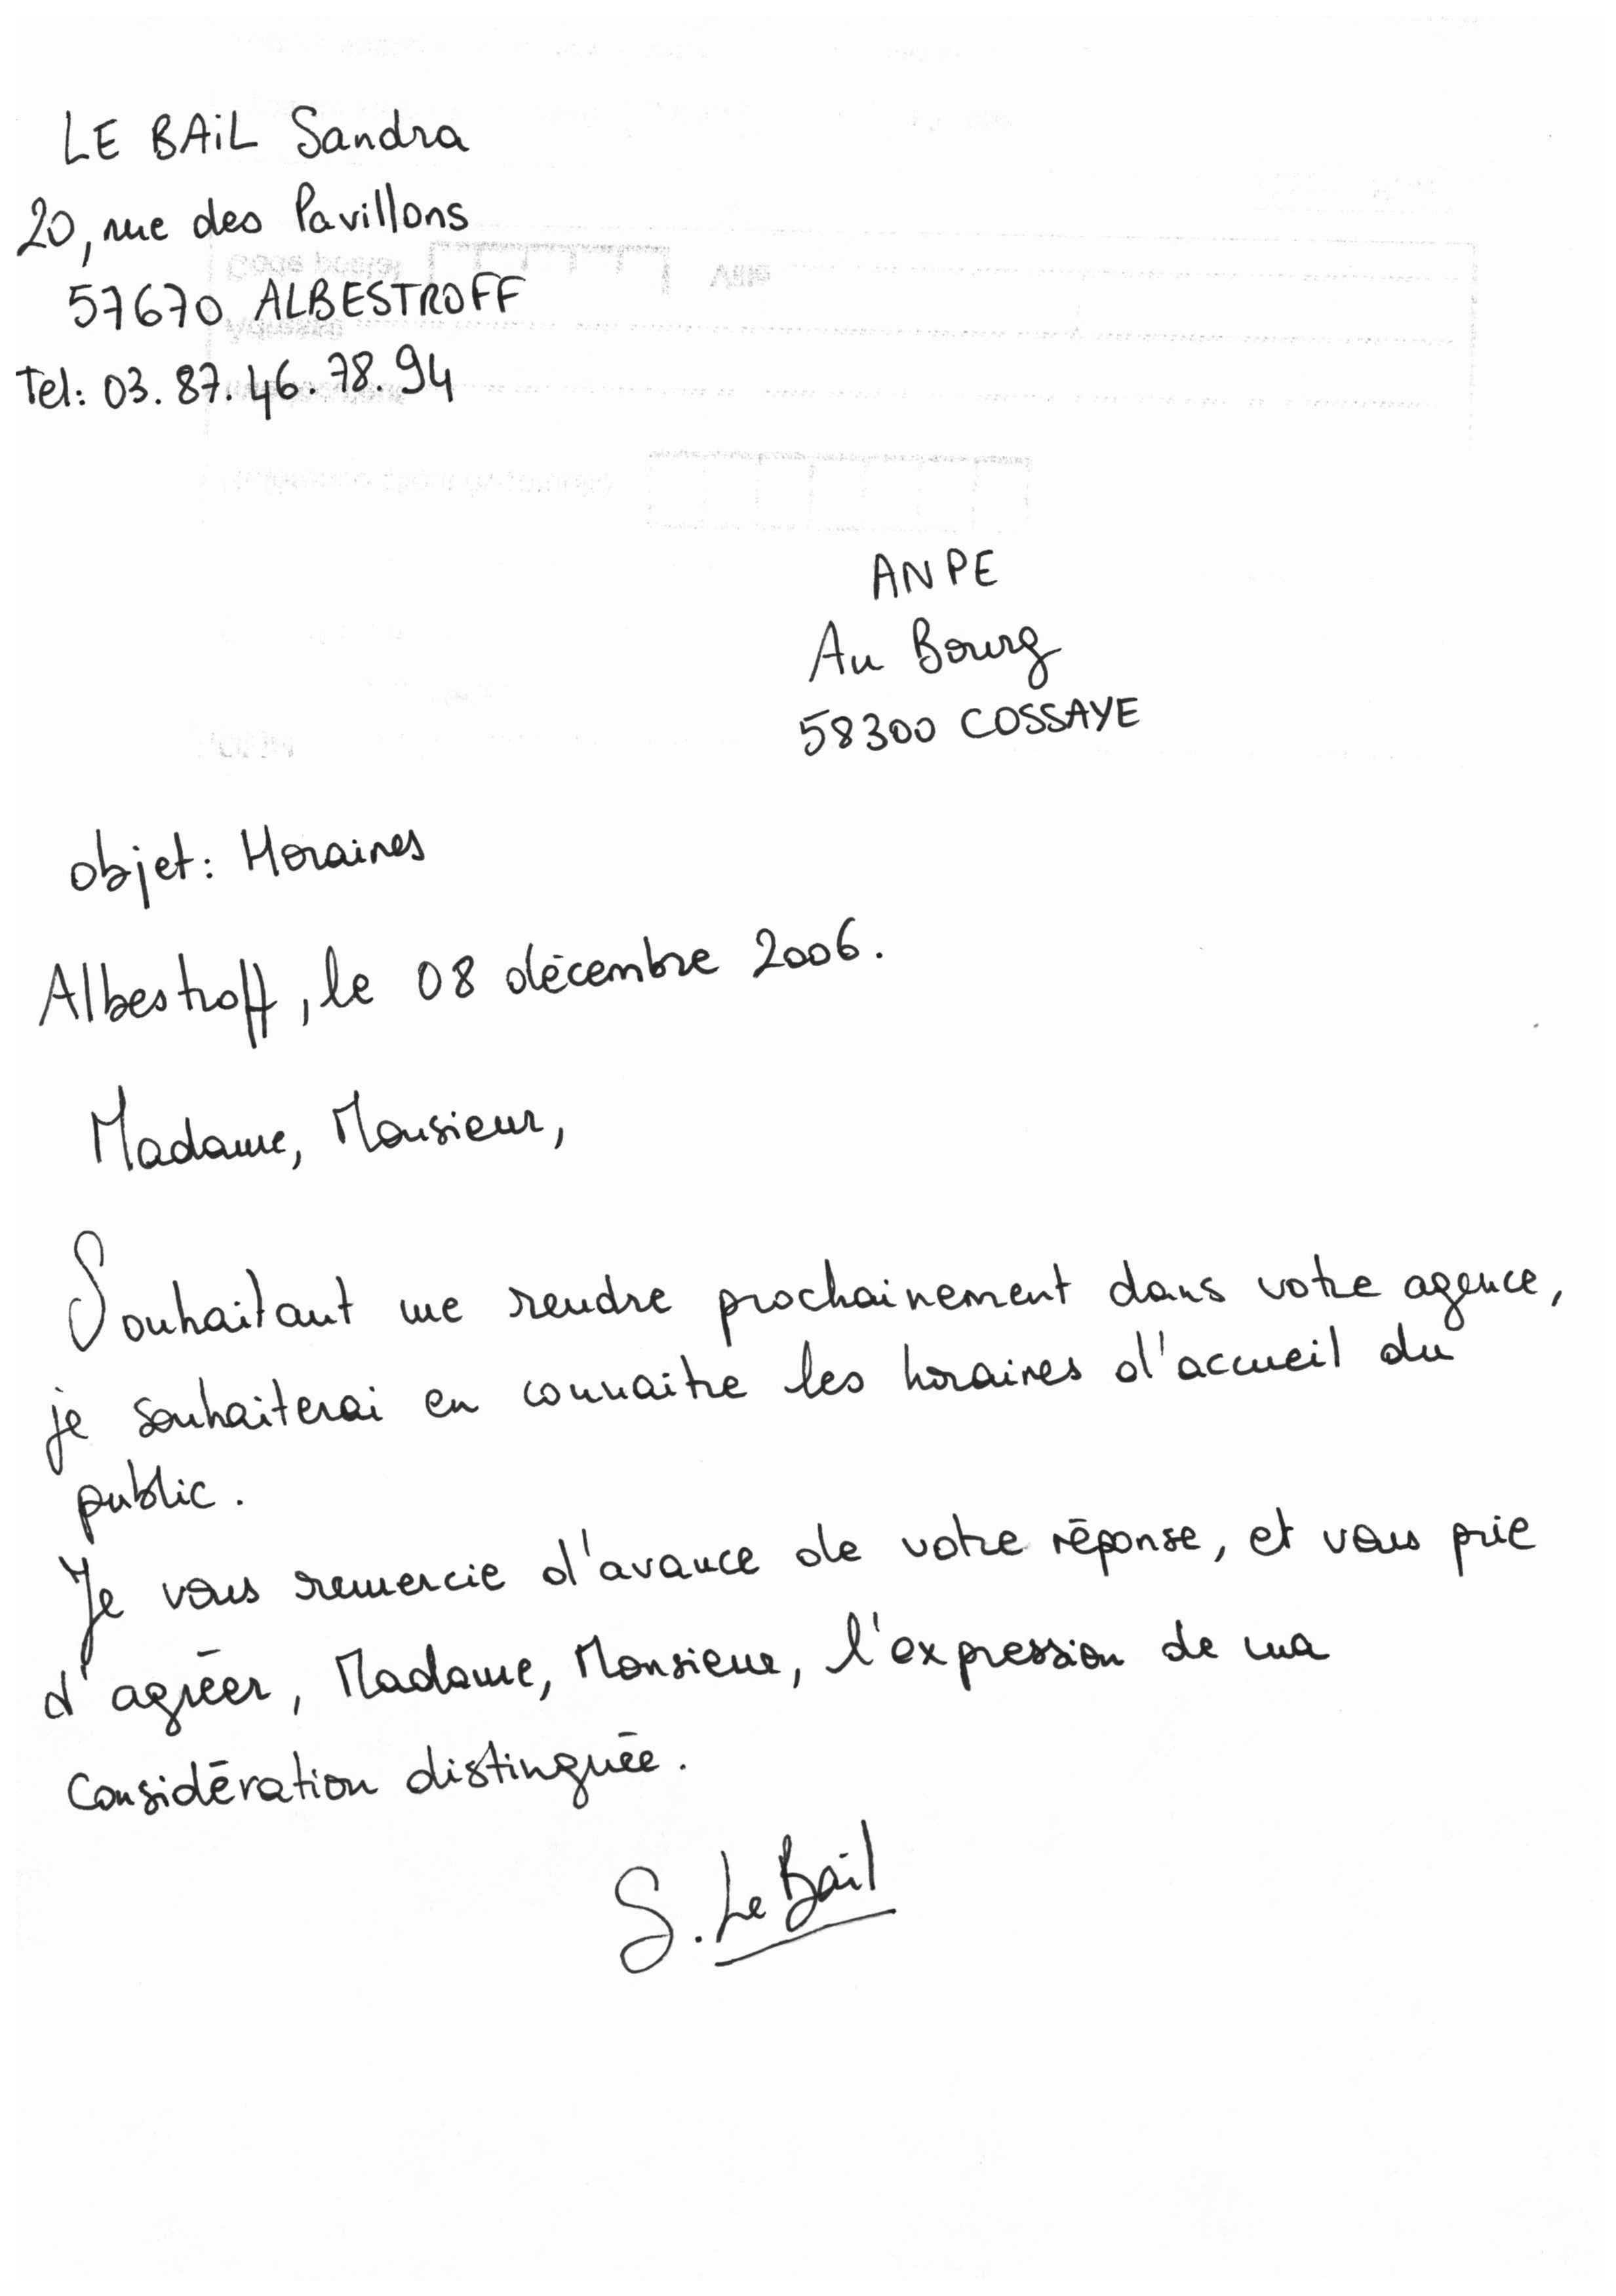 LE BAiL Sandra
20, rue des Pavillons
57670 ALBESTROFF
Tel: 03. 87. 46. 78. 94
ANPE
Au Bourg
58300 COSSAYE
Objet: Horaires
Albestroff, le 08 décembre 2006.
Madame, Monsieur,
Souhaitant me rendre prochainement dans votre agence,
je souhaiterai en connaitre les horaires d'accueil du
public.
Je vous remercie d'avance de votre réponse, et vous prie
d'agréer, Madame, Monsieur, l'expression de ma
Considération distinguée.
S. Le Bail